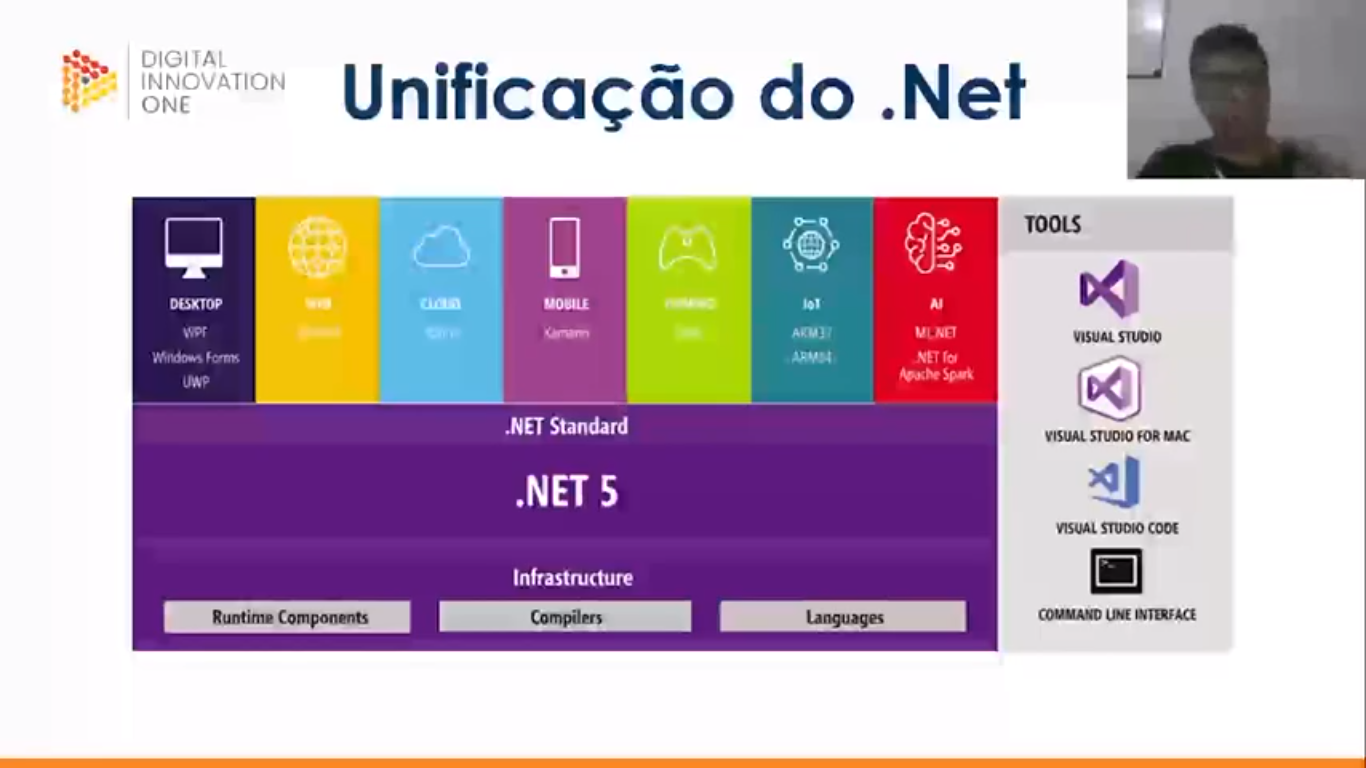 DIGITAL
INNOVATION
ONE
Unificação do .Net
DESKTOP
WPF
Windows Forms
UWP
WEB
CLOUD
MOBILE
Xamarin
IoT
ARM32
ARM64
AI
ML.NET
.NET for
Apache Spark
.NET Standard
.NET 5
Infrastructure
Runtime Components
Compilers
Languages
TOOLS
VISUAL STUDIO
VISUAL STUDIO FOR MAC
VISUAL STUDIO CODE
COMMAND LINE INTERFACE